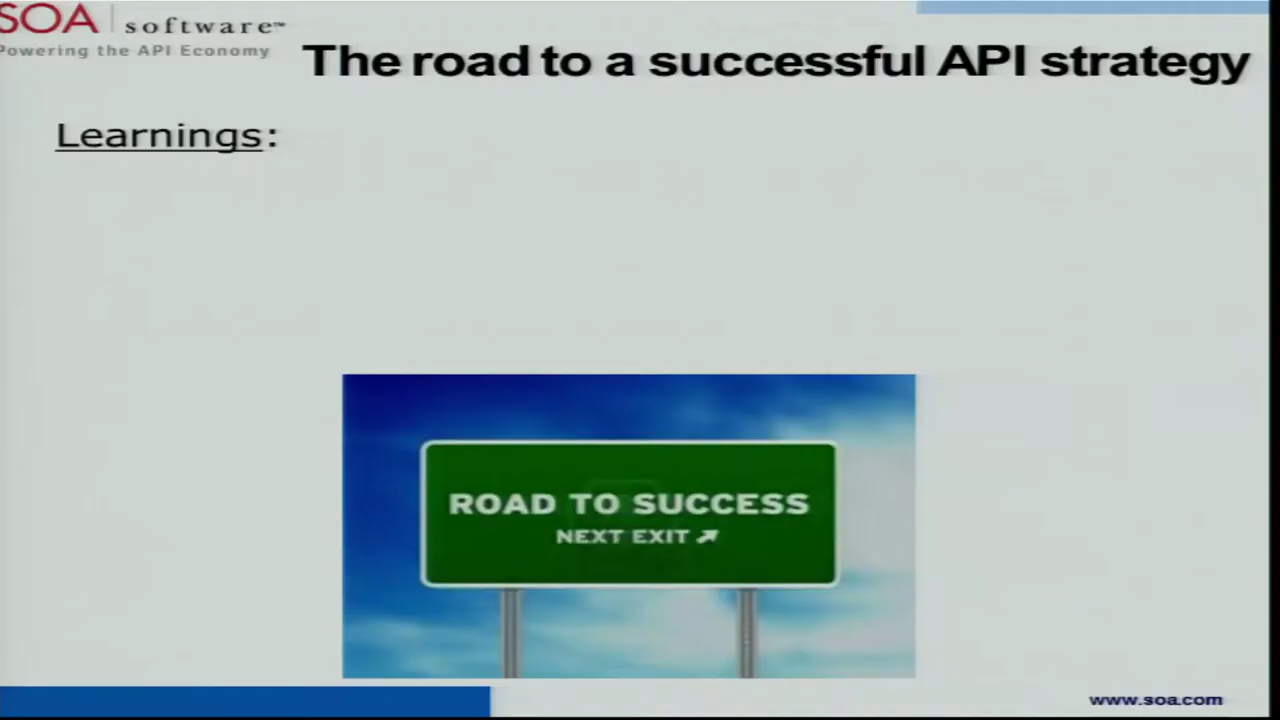 SOA software™
Powering the API Economy
The road to a successful API strategy
Learnings:
ROAD TO SUCCESS
NEXT EXIT ↗
www.soa.com